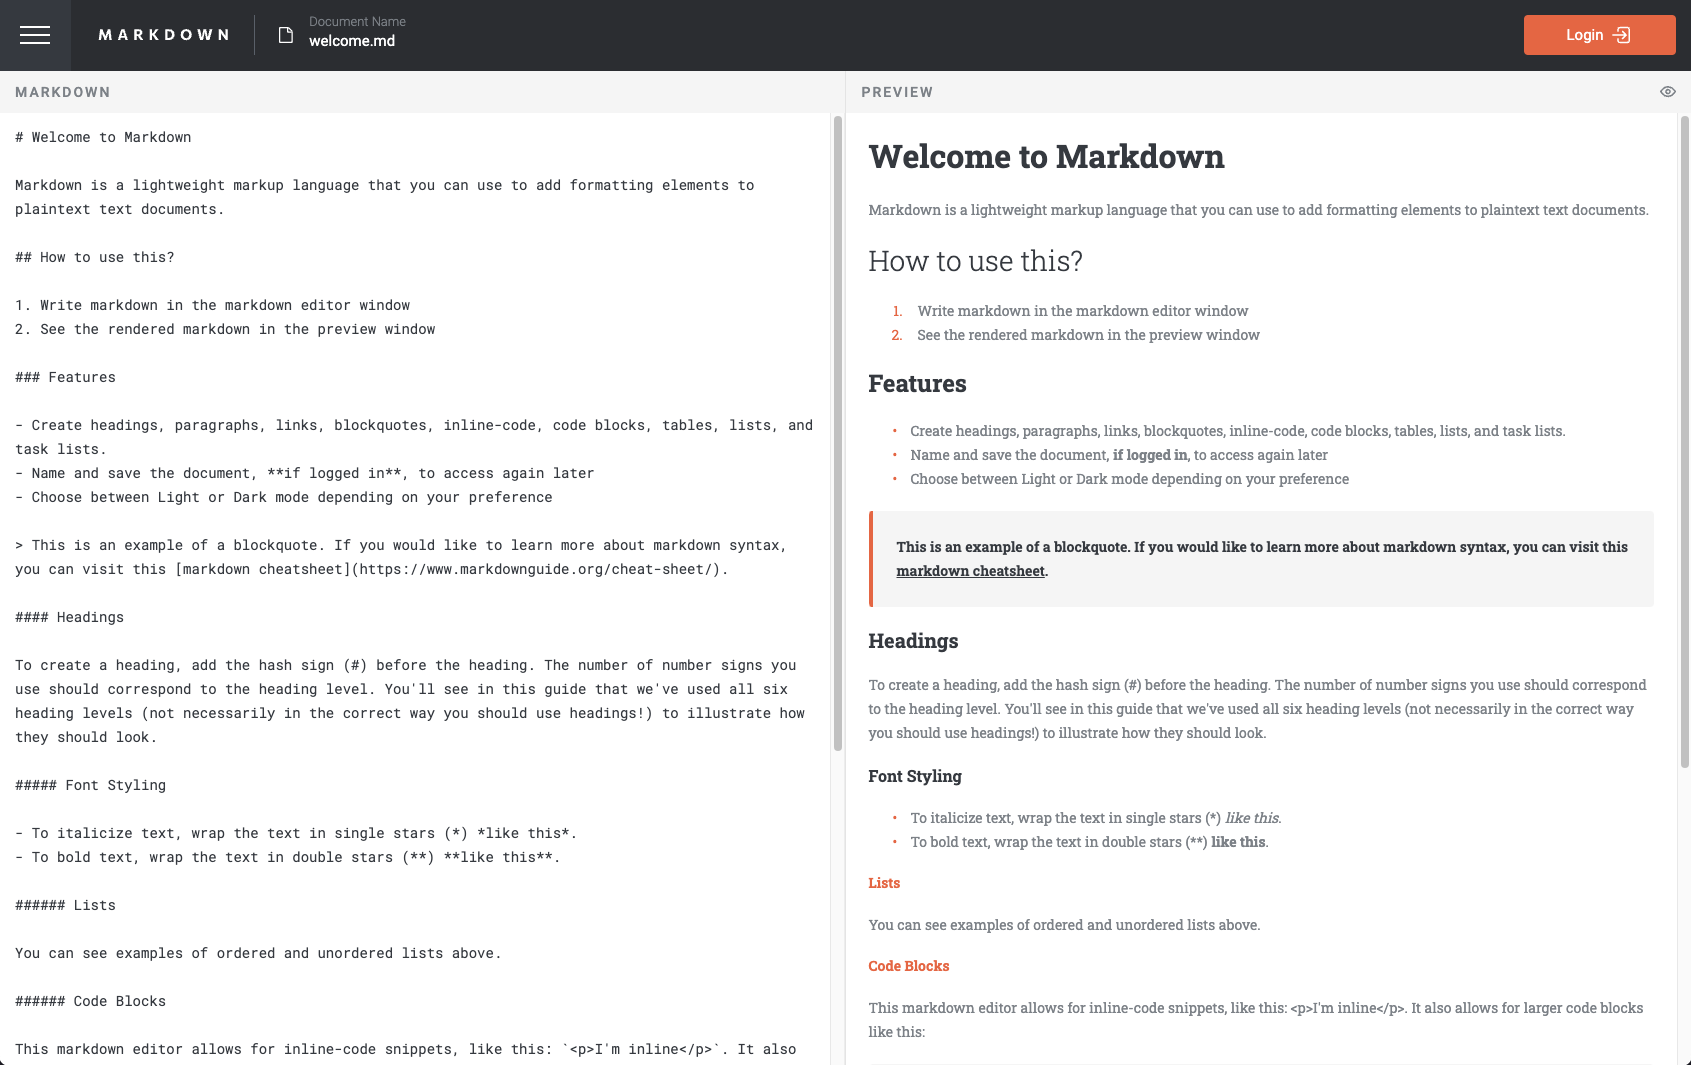 MARKDOWN
Document Name
welcome.md
Login
MARKDOWN
# Welcome to Markdown
Markdown is a lightweight markup language that you can use to add formatting elements to
plaintext text documents.
## How to use this?
1. Write markdown in the markdown editor window
2. See the rendered markdown in the preview window
### Features
- Create headings, paragraphs, links, blockquotes, inline-code, code blocks, tables, lists, and
task lists.
- Name and save the document, **if logged in**, to access again later
- Choose between Light or Dark mode depending on your preference
> This is an example of a blockquote. If you would like to learn more about markdown syntax,
you can visit this [markdown cheatsheet](https://www.markdownguide.org/cheat-sheet/).
#### Headings
To create a heading, add the hash sign (#) before the heading. The number of number signs you
use should correspond to the heading level. You'll see in this guide that we've used all six
heading levels (not necessarily in the correct way you should use headings!) to illustrate how
they should look.
##### Font Styling
- To italicize text, wrap the text in single stars (*) *like this*.
- To bold text, wrap the text in double stars (**) **like this**.
###### Lists
You can see examples of ordered and unordered lists above.
###### Code Blocks
This markdown editor allows for inline-code snippets, like this: `<p>I'm inline</p>`. It also
PREVIEW
Welcome to Markdown
Markdown is a lightweight markup language that you can use to add formatting elements to plaintext text documents.
How to use this?
1. Write markdown in the markdown editor window
2. See the rendered markdown in the preview window
Features
• Create headings, paragraphs, links, blockquotes, inline-code, code blocks, tables, lists, and task lists.
• Name and save the document, if logged in, to access again later
• Choose between Light or Dark mode depending on your preference
This is an example of a blockquote. If you would like to learn more about markdown syntax, you can visit this
markdown cheatsheet.
Headings
To create a heading, add the hash sign (#) before the heading. The number of number signs you use should correspond
to the heading level. You'll see in this guide that we've used all six heading levels (not necessarily in the correct way
you should use headings!) to illustrate how they should look.
Font Styling
• To italicize text, wrap the text in single stars (*) like this.
• To bold text, wrap the text in double stars (**) like this.
Lists
You can see examples of ordered and unordered lists above.
Code Blocks
This markdown editor allows for inline-code snippets, like this: <p>I'm inline</p>. It also allows for larger code blocks
like this: